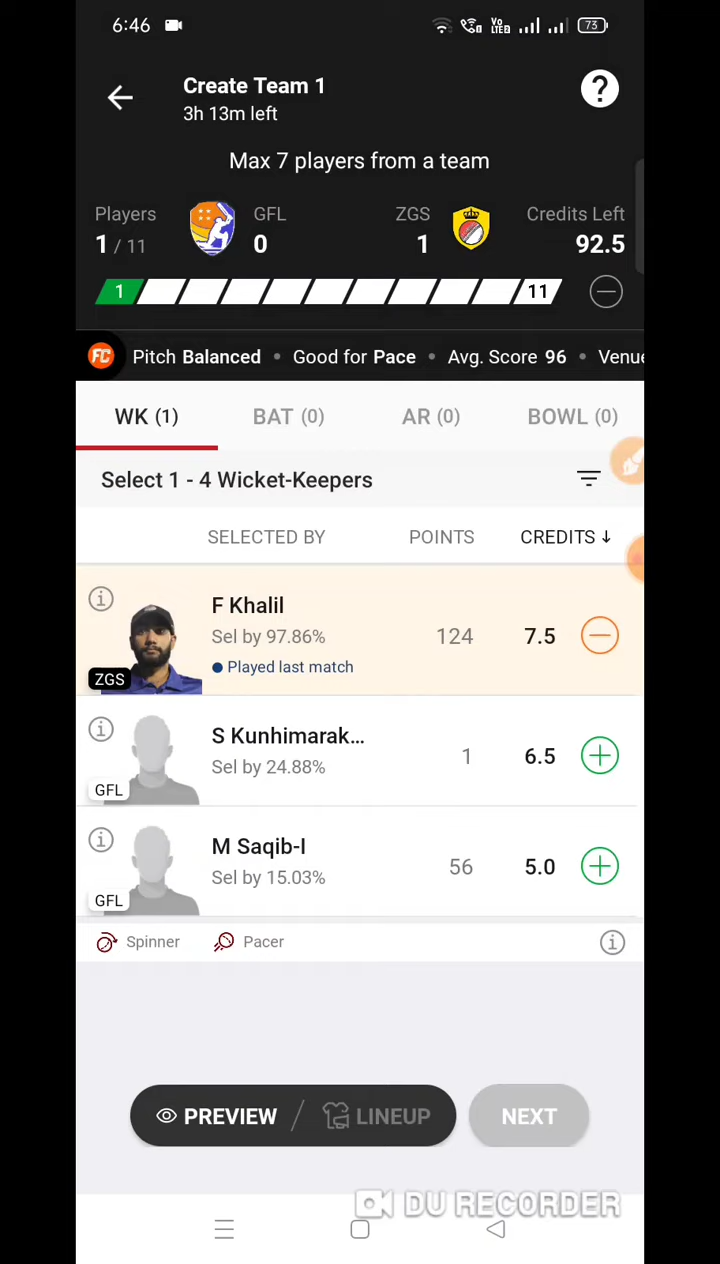 6:46 Vo LTE2 73
Create Team 1
3h 13m left
?
Max 7 players from a team
Players GFL ZGS Credits Left
1 / 11 0 1 92.5
1 11
FC Pitch Balanced • Good for Pace • Avg. Score 96 • Venue
WK (1) BAT (0) AR (0) BOWL (0)
Select 1 - 4 Wicket-Keepers
SELECTED BY POINTS CREDITS ↓
F Khalil
Sel by 97.86% 124 7.5
Played last match
ZGS
S Kunhimarak...
Sel by 24.88% 1 6.5
GFL
M Saqib-I
Sel by 15.03% 56 5.0
GFL
Spinner Pacer
PREVIEW / LINEUP NEXT
DU RECORDER